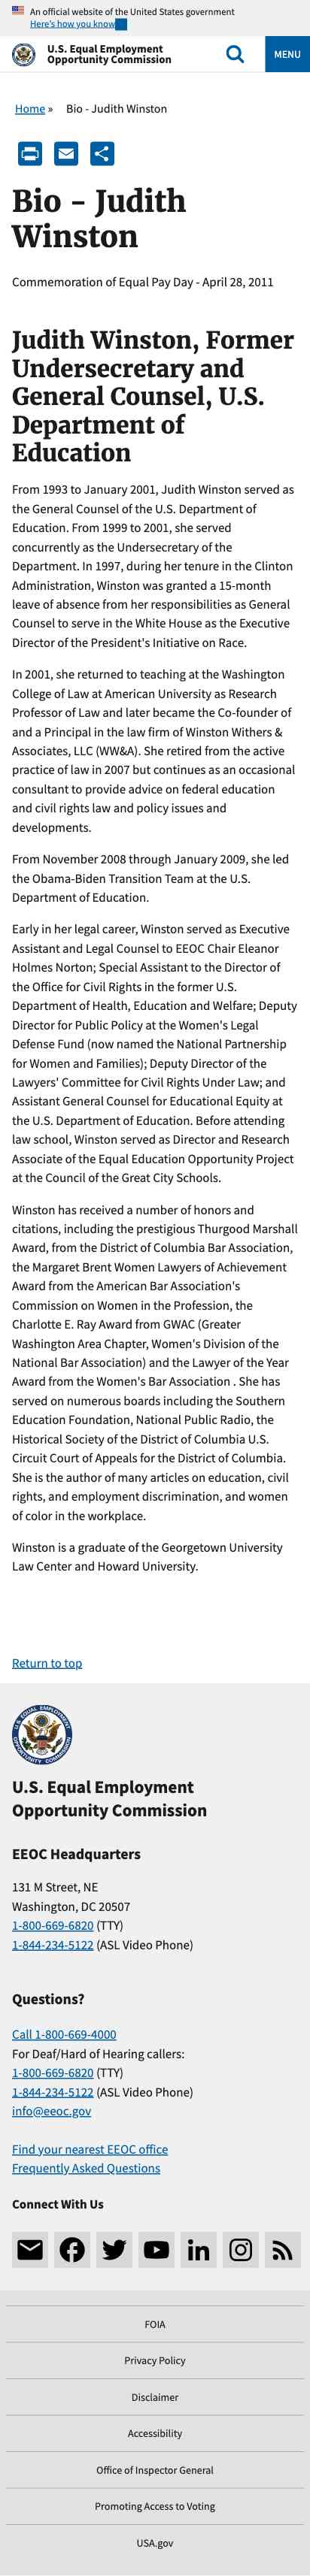 An official website of the United States government
Here's how you know
U.S. Equal Employment
Opportunity Commission
MENU
Home » Bio - Judith Winston
Bio - Judith
Winston
Commemoration of Equal Pay Day - April 28, 2011
Judith Winston, Former
Undersecretary and
General Counsel, U.S.
Department of
Education
From 1993 to January 2001, Judith Winston served as
the General Counsel of the U.S. Department of
Education. From 1999 to 2001, she served
concurrently as the Undersecretary of the
Department. In 1997, during her tenure in the Clinton
Administration, Winston was granted a 15-month
leave of absence from her responsibilities as General
Counsel to serve in the White House as the Executive
Director of the President's Initiative on Race.
In 2001, she returned to teaching at the Washington
College of Law at American University as Research
Professor of Law and later became the Co-founder of
and a Principal in the law firm of Winston Withers &
Associates, LLC (WW&A). She retired from the active
practice of law in 2007 but continues as an occasional
consultant to provide advice on federal education
and civil rights law and policy issues and
developments.
From November 2008 through January 2009, she led
the Obama-Biden Transition Team at the U.S.
Department of Education.
Early in her legal career, Winston served as Executive
Assistant and Legal Counsel to EEOC Chair Eleanor
Holmes Norton; Special Assistant to the Director of
the Office for Civil Rights in the former U.S.
Department of Health, Education and Welfare; Deputy
Director for Public Policy at the Women's Legal
Defense Fund (now named the National Partnership
for Women and Families); Deputy Director of the
Lawyers' Committee for Civil Rights Under Law; and
Assistant General Counsel for Educational Equity at
the U.S. Department of Education. Before attending
law school, Winston served as Director and Research
Associate of the Equal Education Opportunity Project
at the Council of the Great City Schools.
Winston has received a number of honors and
citations, including the prestigious Thurgood Marshall
Award, from the District of Columbia Bar Association,
the Margaret Brent Women Lawyers of Achievement
Award from the American Bar Association's
Commission on Women in the Profession, the
Charlotte E. Ray Award from GWAC (Greater
Washington Area Chapter, Women's Division of the
National Bar Association) and the Lawyer of the Year
Award from the Women's Bar Association . She has
served on numerous boards including the Southern
Education Foundation, National Public Radio, the
Historical Society of the District of Columbia U.S.
Circuit Court of Appeals for the District of Columbia.
She is the author of many articles on education, civil
rights, and employment discrimination, and women
of color in the workplace.
Winston is a graduate of the Georgetown University
Law Center and Howard University.
Return to top
U.S. Equal Employment
Opportunity Commission
EEOC Headquarters
131 M Street, NE
Washington, DC 20507
1-800-669-6820 (TTY)
1-844-234-5122 (ASL Video Phone)
Questions?
Call 1-800-669-4000
For Deaf/Hard of Hearing callers:
1-800-669-6820 (TTY)
1-844-234-5122 (ASL Video Phone)
info@eeoc.gov
Find your nearest EEOC office
Frequently Asked Questions
Connect With Us
FOIA
Privacy Policy
Disclaimer
Accessibility
Office of Inspector General
Promoting Access to Voting
USA.gov